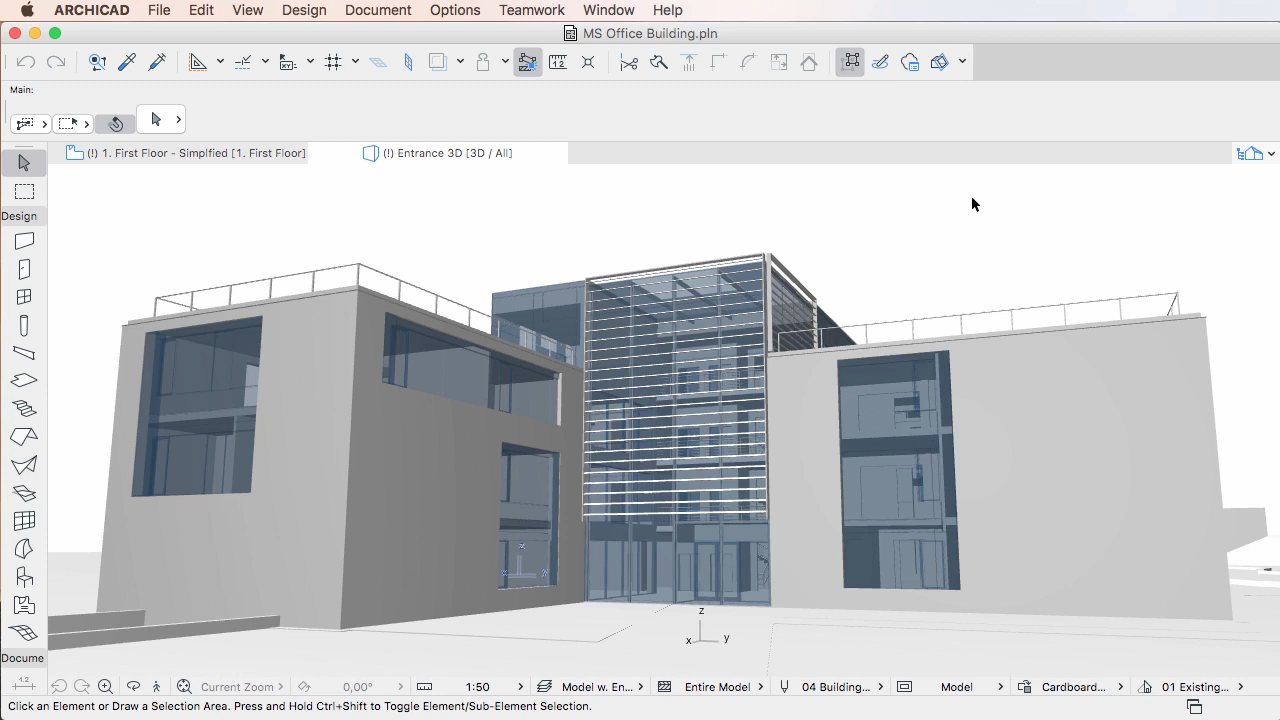 ARCHICAD File Edit View Design Document Options Teamwork Window Help
MS Office Building.pln
Main:
(!) 1. First Floor - Simplfied [1. First Floor]
(!) Entrance 3D [3D / All]
Design
z
x
y
Docume
4.2
Current Zoom
0,00°
1:50
Model w. En...
Entire Model
04 Building...
Model
Cardboard...
01 Existing...
Click an Element or Draw a Selection Area. Press and Hold Ctrl+Shift to Toggle Element/Sub-Element Selection.